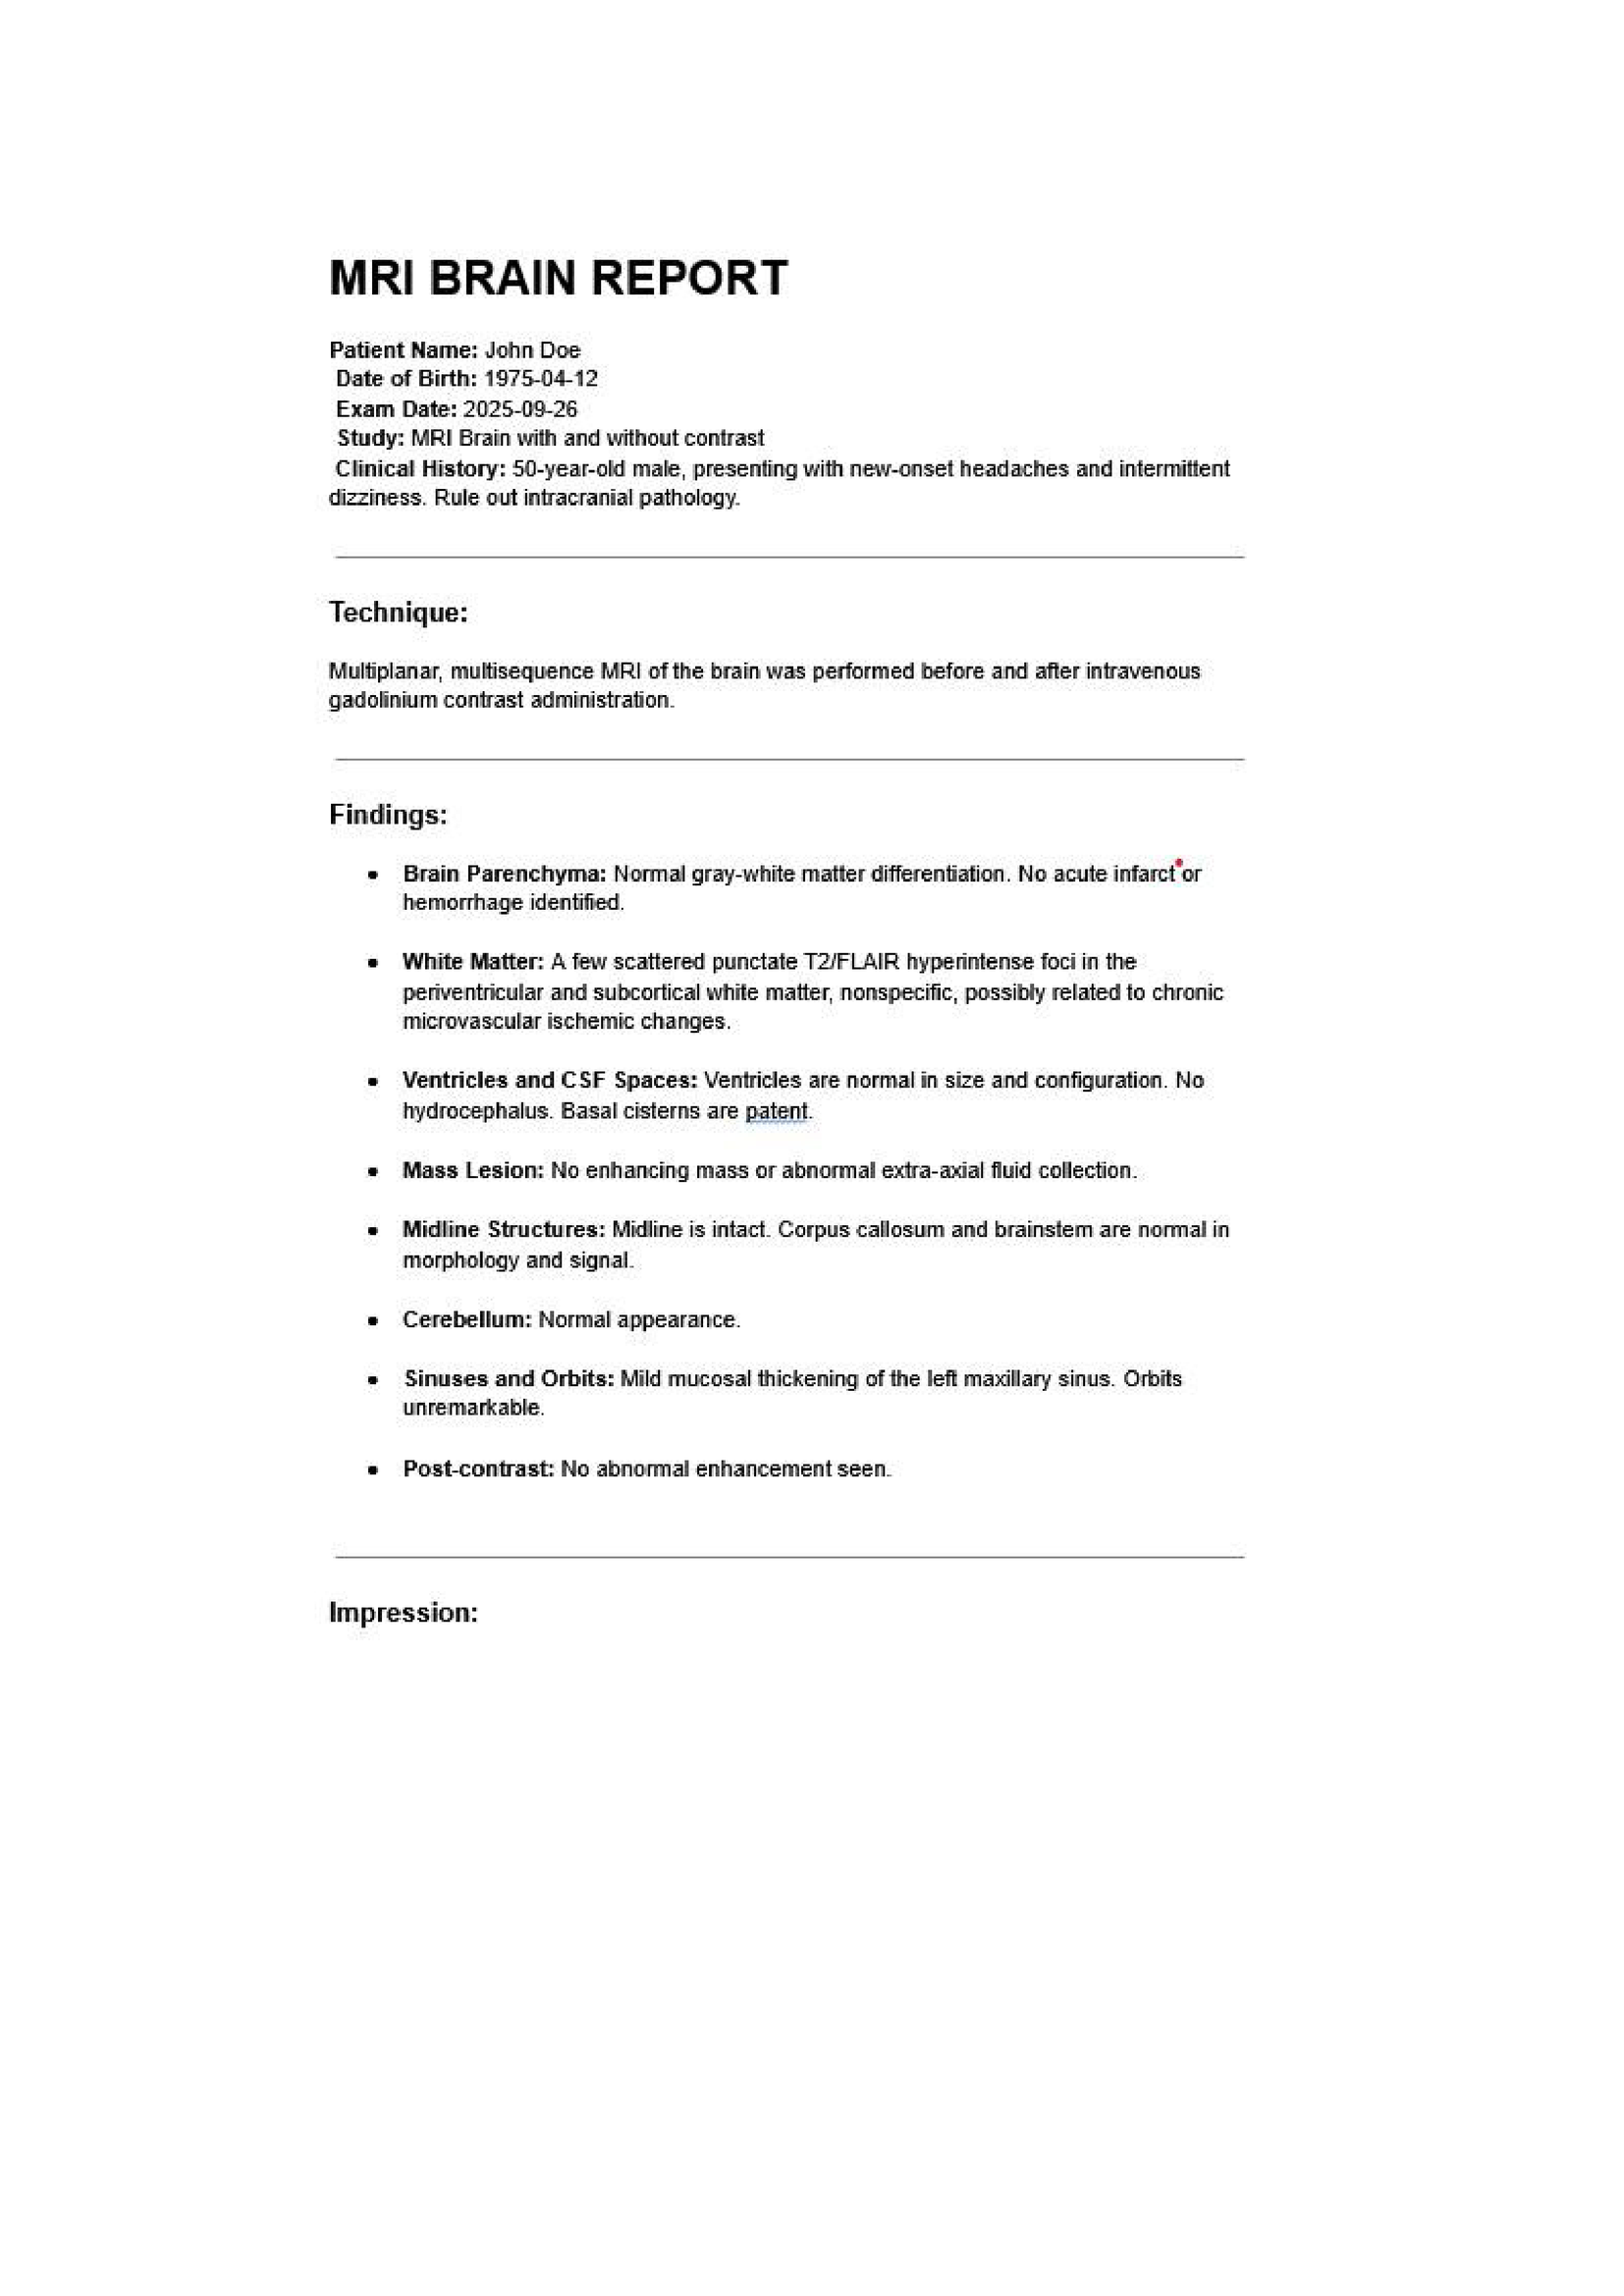 MRI BRAIN REPORT
Patient Name: John Doe
Date of Birth: 1975-04-12
Exam Date: 2025-09-26
Study: MRI Brain with and without contrast
Clinical History: 50-year-old male, presenting with new-onset headaches and intermittent
dizziness. Rule out intracranial pathology.
Technique:
Multiplanar, multisequence MRI of the brain was performed before and after intravenous
gadolinium contrast administration.
Findings:
• Brain Parenchyma: Normal gray-white matter differentiation. No acute infarct or
hemorrhage identified.
• White Matter: A few scattered punctate T2/FLAIR hyperintense foci in the
periventricular and subcortical white matter, nonspecific, possibly related to chronic
microvascular ischemic changes.
• Ventricles and CSF Spaces: Ventricles are normal in size and configuration. No
hydrocephalus. Basal cisterns are patent.
• Mass Lesion: No enhancing mass or abnormal extra-axial fluid collection.
• Midline Structures: Midline is intact. Corpus callosum and brainstem are normal in
morphology and signal.
• Cerebellum: Normal appearance.
• Sinuses and Orbits: Mild mucosal thickening of the left maxillary sinus. Orbits
unremarkable.
• Post-contrast: No abnormal enhancement seen.
Impression: